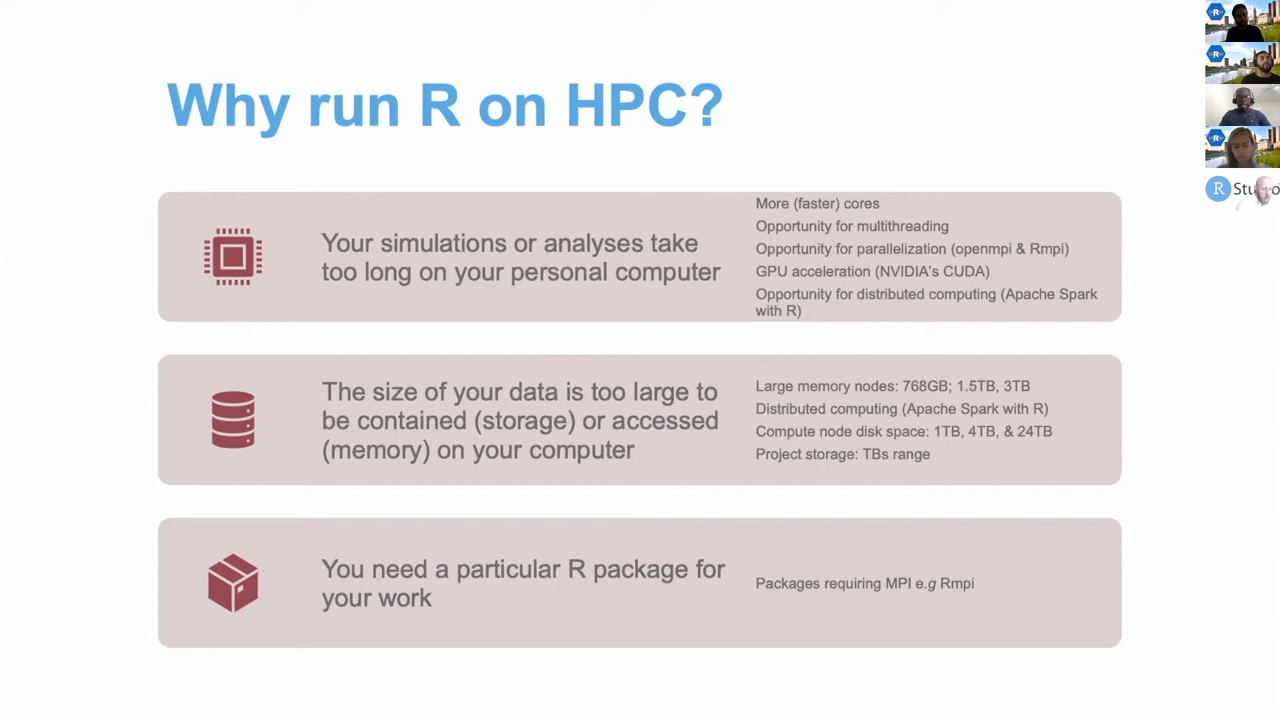 Why run R on HPC?
Your simulations or analyses take
too long on your personal computer
More (faster) cores
Opportunity for multithreading
Opportunity for parallelization (openmpi & Rmpi)
GPU acceleration (NVIDIA's CUDA)
Opportunity for distributed computing (Apache Spark
with R)
The size of your data is too large to
be contained (storage) or accessed
(memory) on your computer
Large memory nodes: 768GB; 1.5TB, 3TB
Distributed computing (Apache Spark with R)
Compute node disk space: 1TB, 4TB, & 24TB
Project storage: TBs range
You need a particular R package for
your work
Packages requiring MPI e.g Rmpi
R
R
R
R